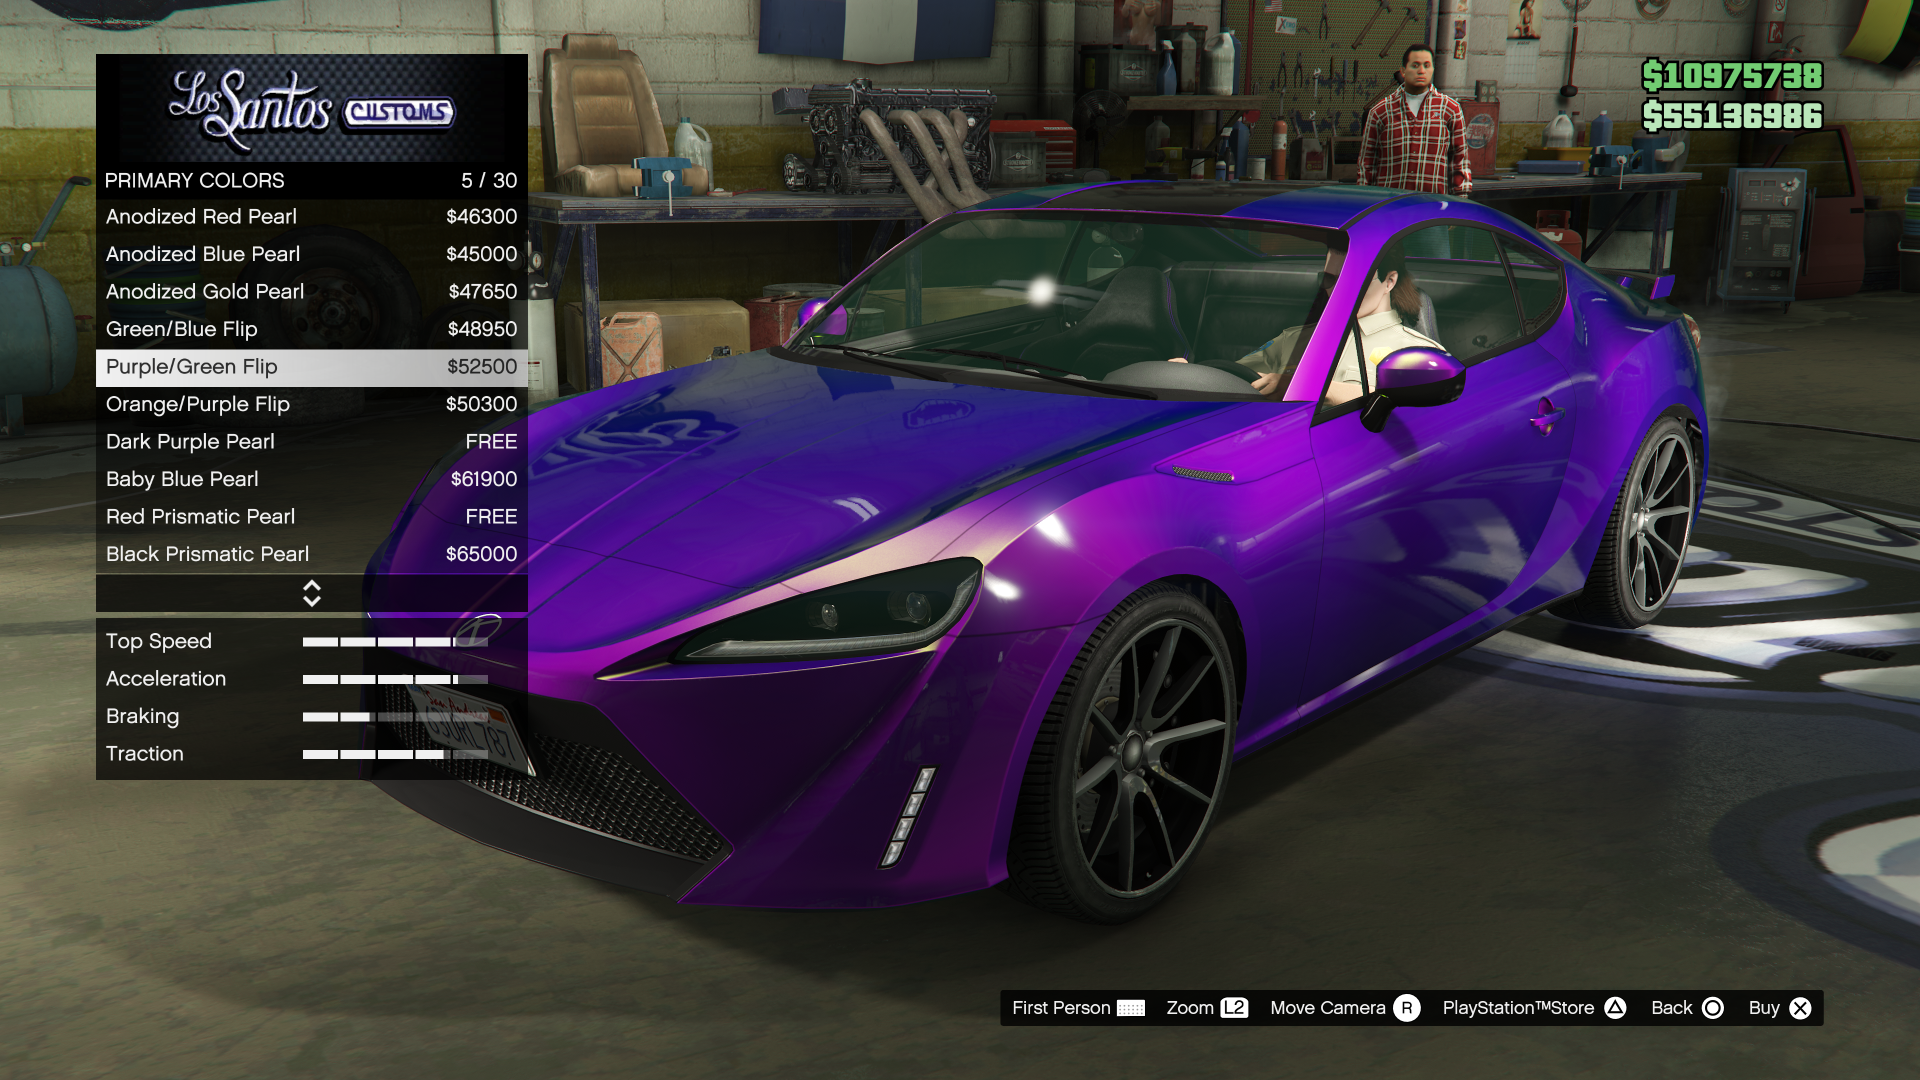 Los Santos CUSTOMS
PRIMARY COLORS 5 / 30
Anodized Red Pearl $46300
Anodized Blue Pearl $45000
Anodized Gold Pearl $47650
Green/Blue Flip $48950
Purple/Green Flip $52500
Orange/Purple Flip $50300
Dark Purple Pearl FREE
Baby Blue Pearl $61900
Red Prismatic Pearl FREE
Black Prismatic Pearl $65000
Top Speed
Acceleration
Braking
Traction
$10975738
$55136986
First Person Zoom L2 Move Camera R PlayStation™Store Back Buy